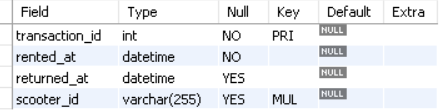 Field Type Null Key Default Extra
transaction_id int NO PRI NULL
rented_at datetime NO NULL
returned_at datetime YES NULL
scooter_id varchar(255) YES MUL NULL